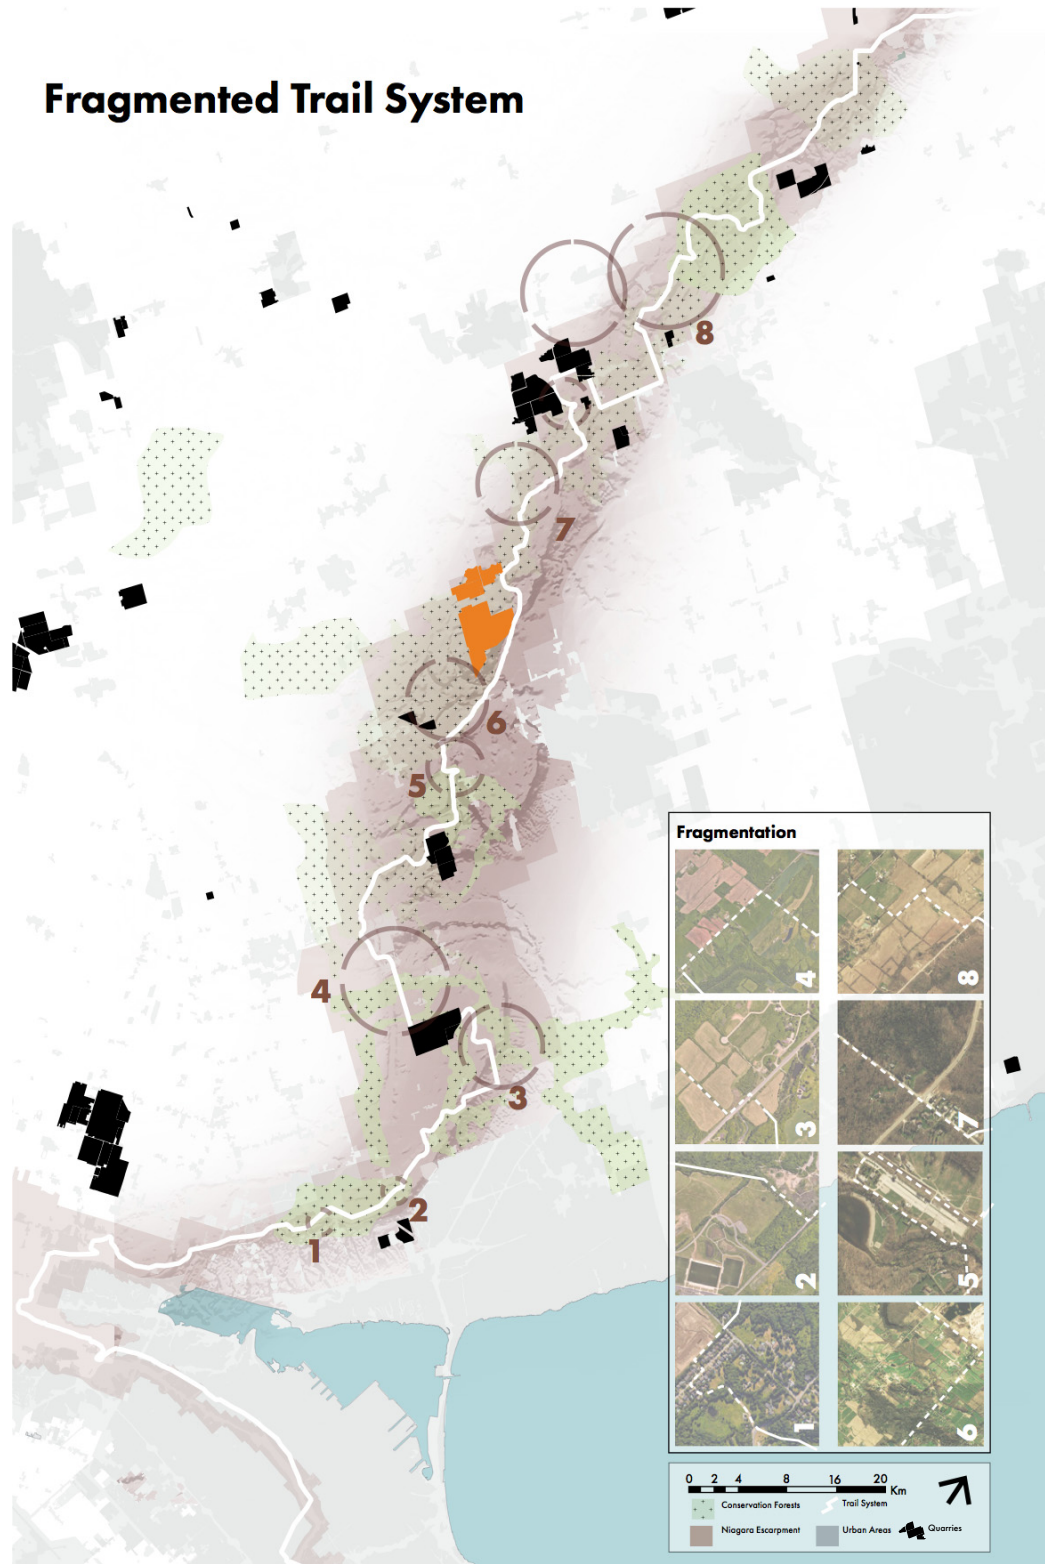 Fragmented Trail System
8
7
6
5
4
3
2
1
Fragmentation
4
8
3
7
2
5
1
6
0 2 4 8 16 20 Km
Conservation Forests
Trail System
Niagara Escarpment
Urban Areas
Quarries